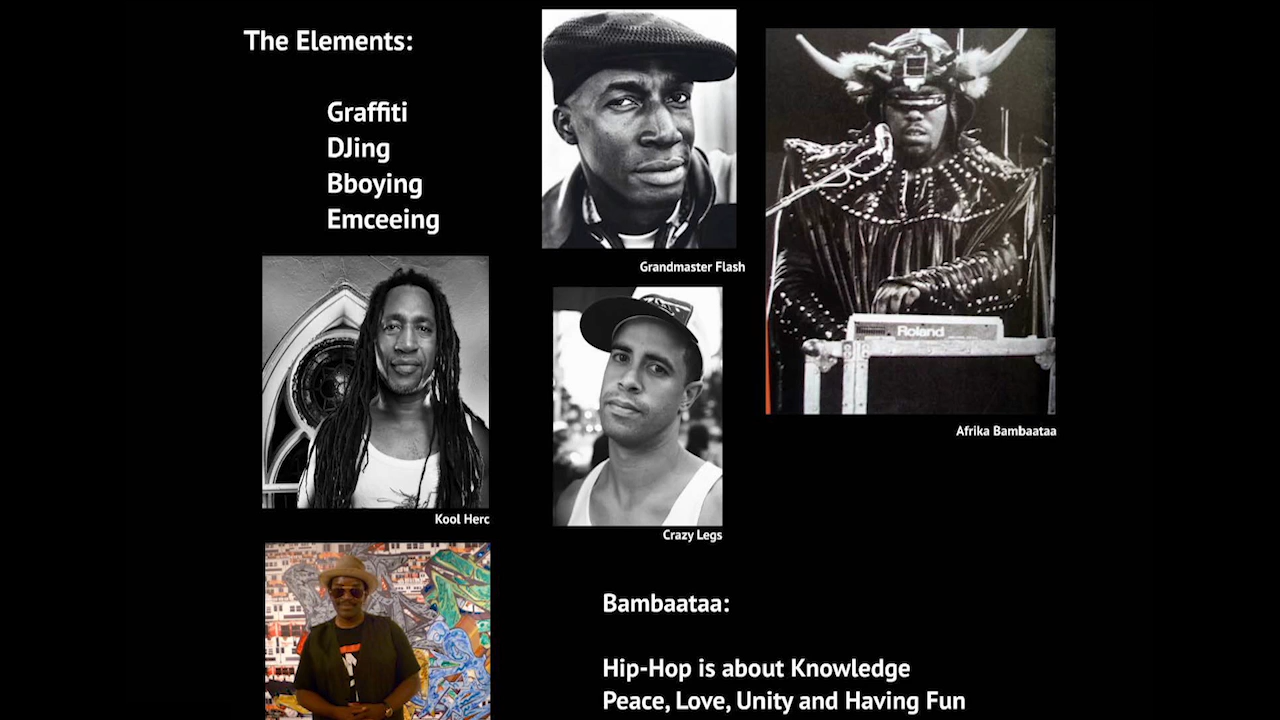 The Elements:
Graffiti
DJing
Bboying
Emceeing
Grandmaster Flash
Roland
Afrika Bambaataa
Kool Herc
Crazy Legs
Bambaataa:
Hip-Hop is about Knowledge
Peace, Love, Unity and Having Fun